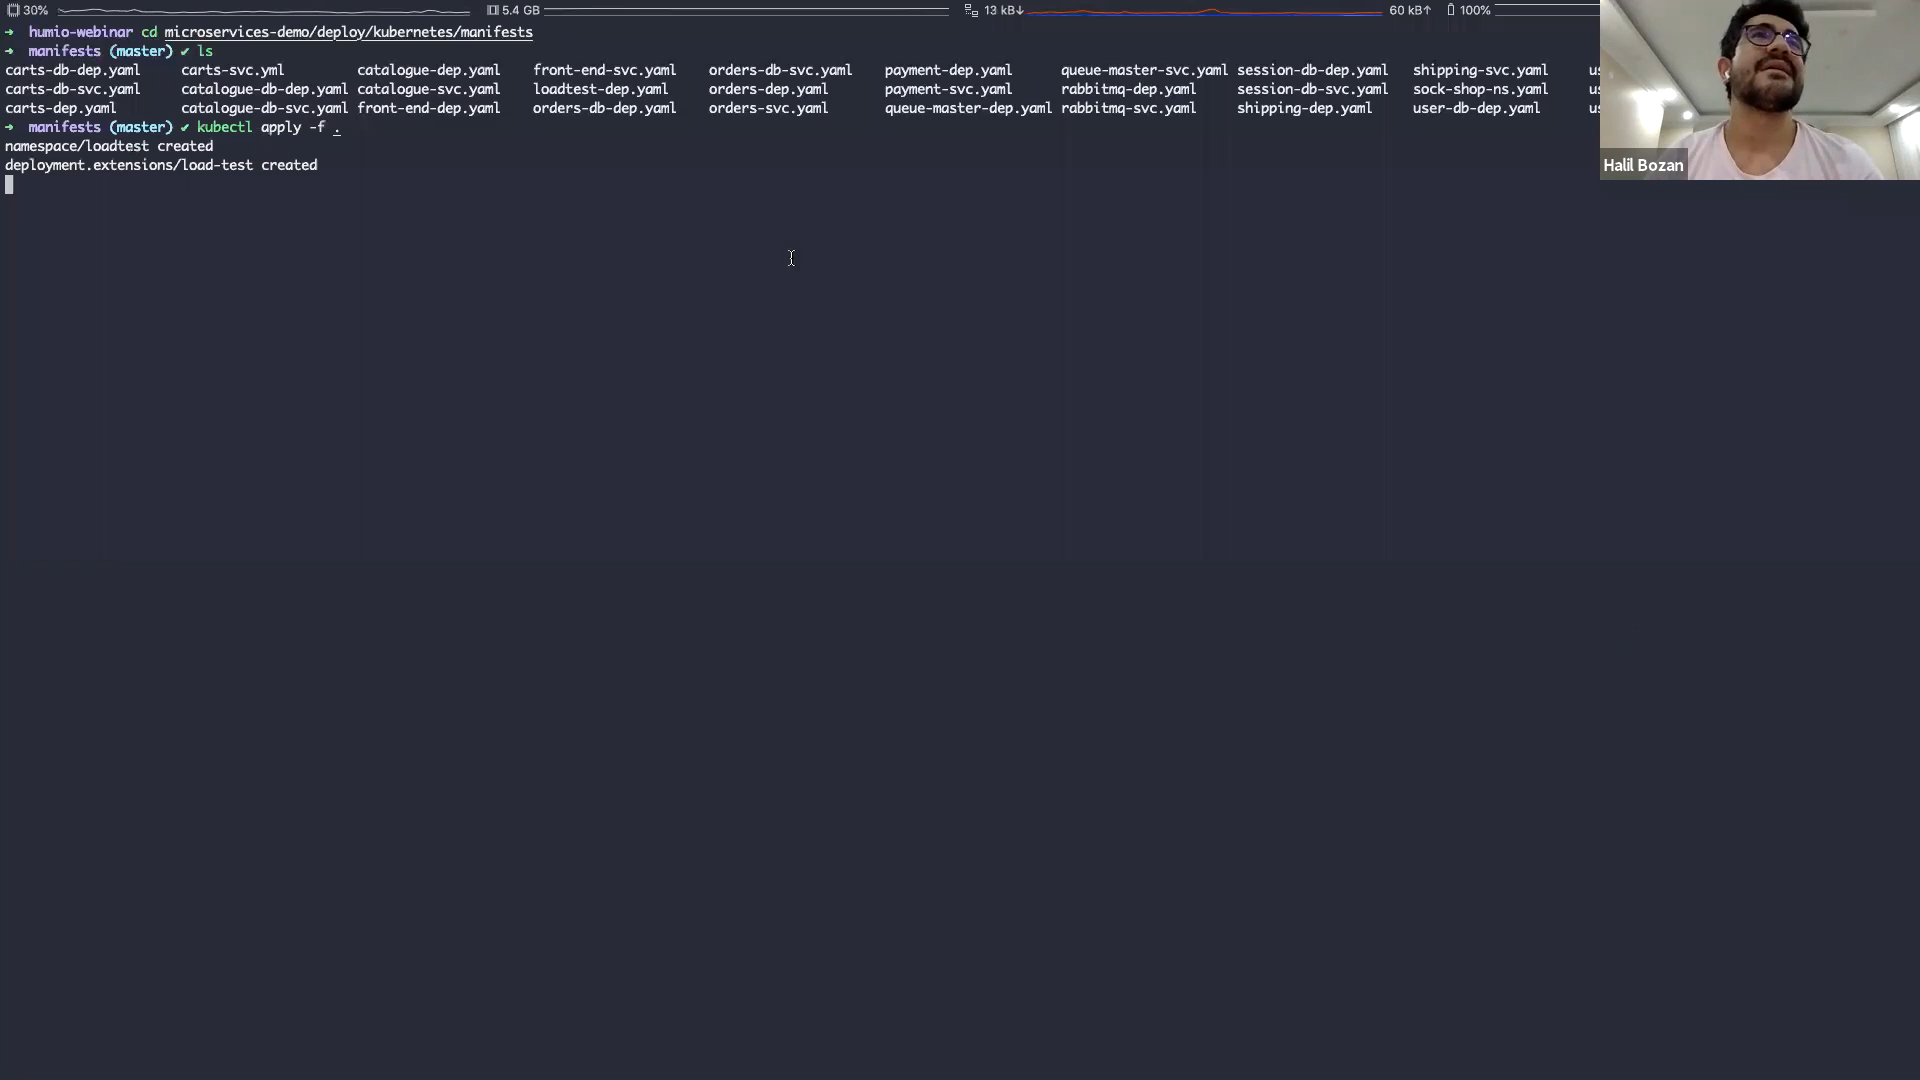 30% 5.4 GB 13 kB↓ 60 kB↑ 100%
➜ humio-webinar cd microservices-demo/deploy/kubernetes/manifests
➜ manifests (master) ✔ ls
carts-db-dep.yaml carts-svc.yml catalogue-dep.yaml front-end-svc.yaml orders-db-svc.yaml payment-dep.yaml queue-master-svc.yaml session-db-dep.yaml shipping-svc.yaml
carts-db-svc.yaml catalogue-db-dep.yaml catalogue-svc.yaml loadtest-dep.yaml orders-dep.yaml payment-svc.yaml rabbitmq-dep.yaml session-db-svc.yaml sock-shop-ns.yaml
carts-dep.yaml catalogue-db-svc.yaml front-end-dep.yaml orders-db-dep.yaml orders-svc.yaml queue-master-dep.yaml rabbitmq-svc.yaml shipping-dep.yaml user-db-dep.yaml
➜ manifests (master) ✔ kubectl apply -f .
namespace/loadtest created
deployment.extensions/load-test created
Halil Bozan